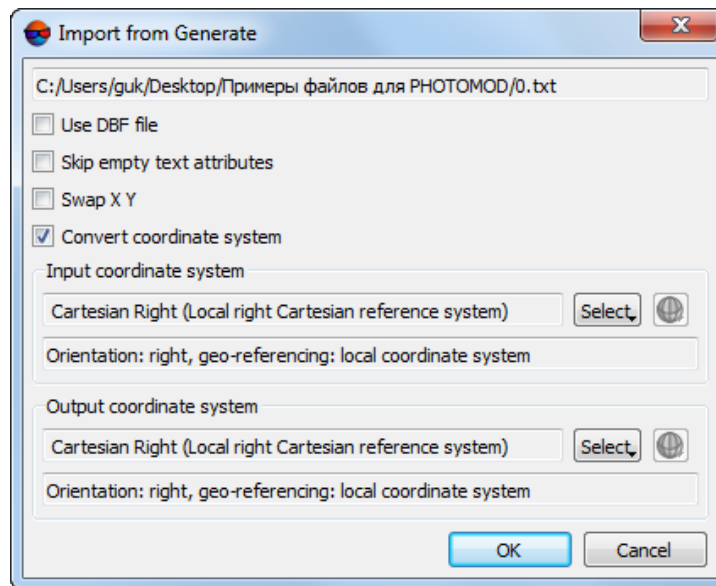 Import from Generate
C:/Users/guk/Desktop/Примеры файлов для PHOTOMOD/0.txt
Use DBF file
Skip empty text attributes
Swap X Y
Convert coordinate system
Input coordinate system
Cartesian Right (Local right Cartesian reference system) Select
Orientation: right, geo-referencing: local coordinate system
Output coordinate system
Cartesian Right (Local right Cartesian reference system) Select
Orientation: right, geo-referencing: local coordinate system
OK Cancel